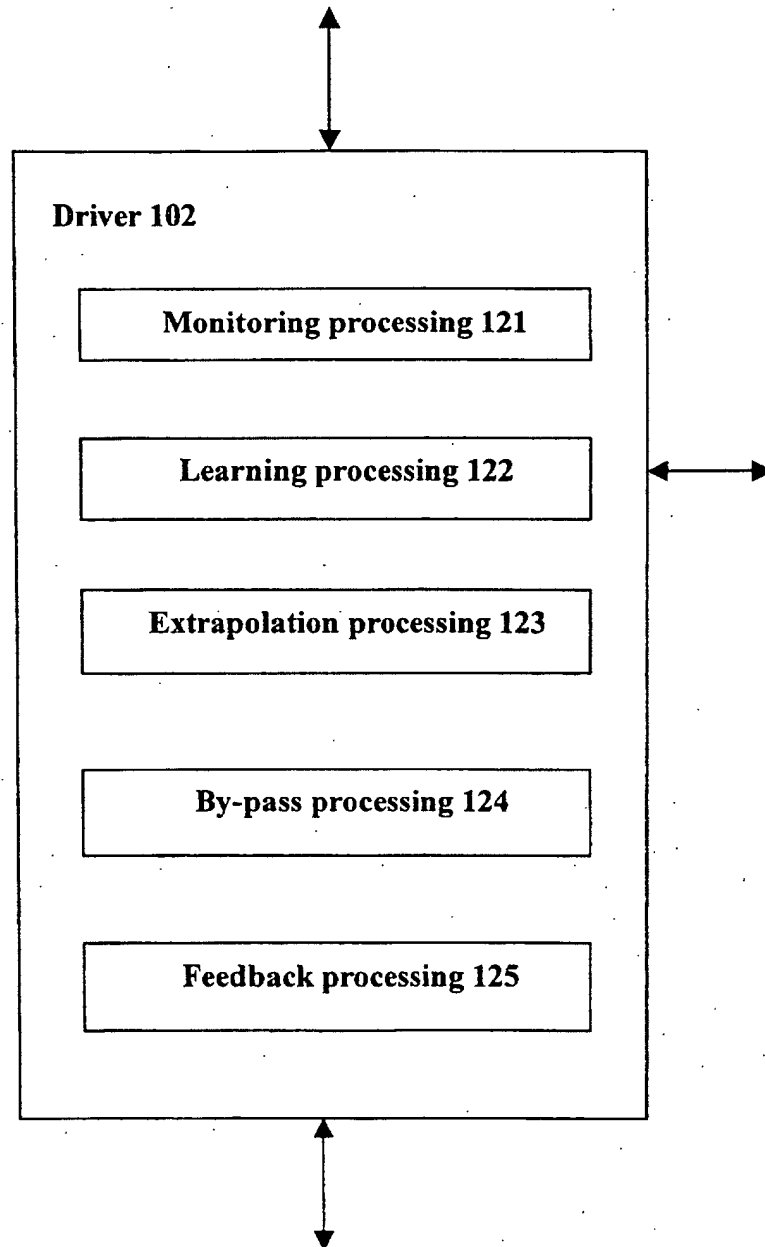 Driver 102
Monitoring processing 121
Learning processing 122
Extrapolation processing 123
By-pass processing 124
Feedback processing 125